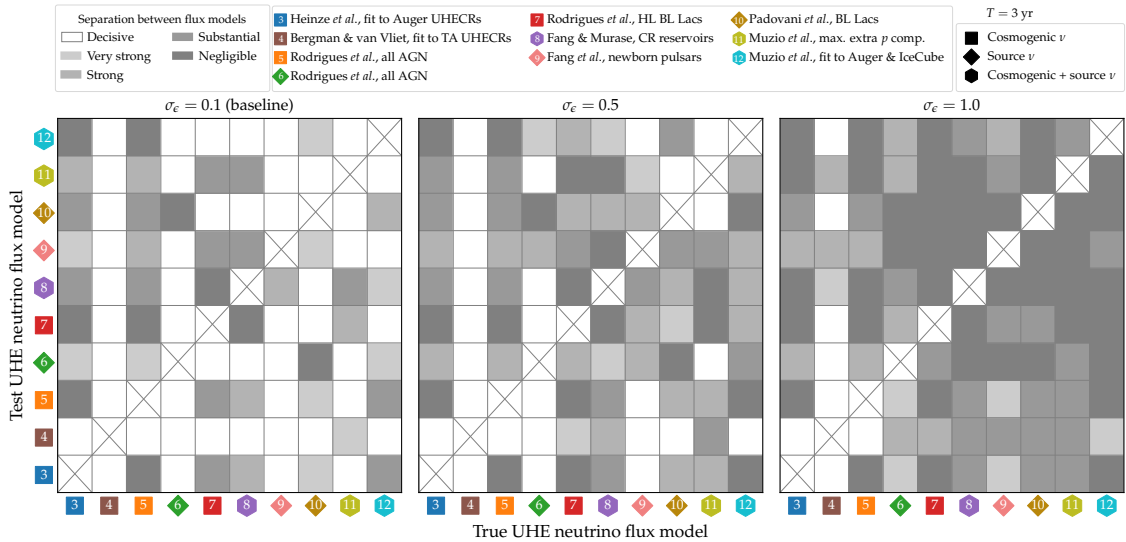 Separation between flux models
Decisive
Very strong
Strong
Substantial
Negligible
3 Heinze et al., fit to Auger UHECRs
4 Bergman & van Vliet, fit to TA UHECRs
5 Rodrigues et al., all AGN
6 Rodrigues et al., all AGN
7 Rodrigues et al., HL BL Lacs
8 Fang & Murase, CR reservoirs
9 Fang et al., newborn pulsars
10 Padovani et al., BL Lacs
11 Muzio et al., max. extra p comp.
12 Muzio et al., fit to Auger & IceCube
T = 3 yr
Cosmogenic ν
Source ν
Cosmogenic + source ν
σϵ = 0.1 (baseline)
σϵ = 0.5
σϵ = 1.0
Test UHE neutrino flux model
12
11
10
9
8
7
6
5
4
3
3 4 5 6 7 8 9 10 11 12
3 4 5 6 7 8 9 10 11 12
3 4 5 6 7 8 9 10 11 12
True UHE neutrino flux model